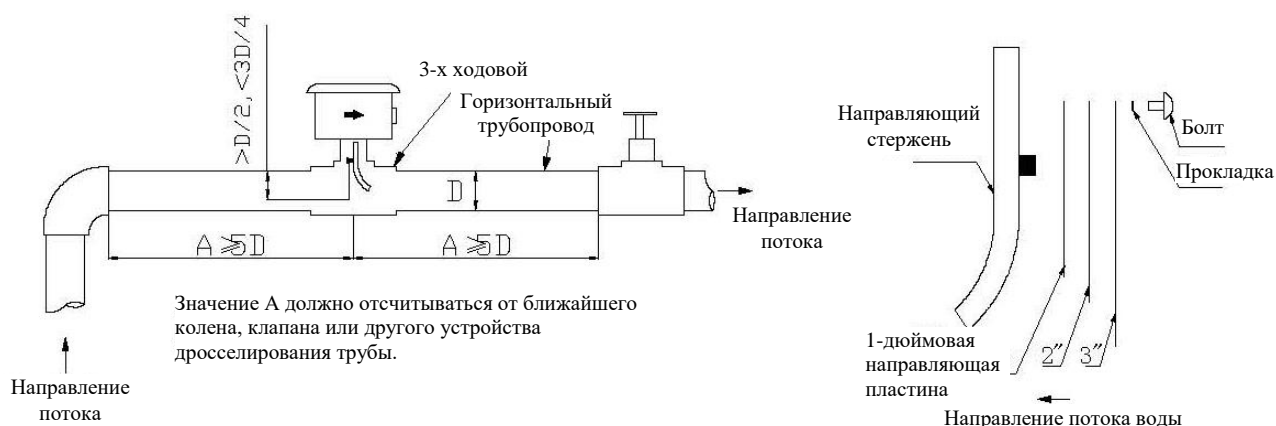 >D/2, <3D/4
3-х ходовой
Горизонтальный
трубопровод
D
Направление
потока
A ≥5D
A ≥5D
Значение А должно отсчитываться от ближайшего
колена, клапана или другого устройства
дросселирования трубы.
Направление
потока
Направляющий
стержень
Болт
Прокладка
1-дюймовая
направляющая
пластина
2"
3"
Направление потока воды